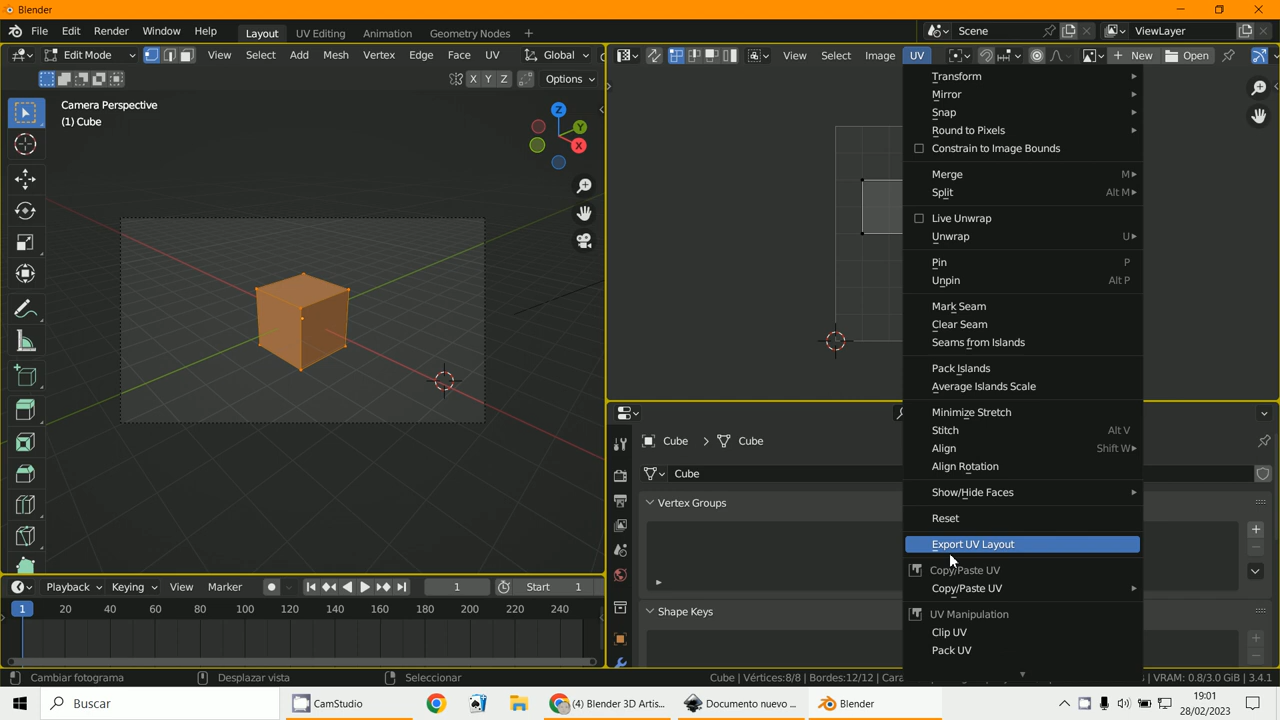 Blender
File Edit Render Window Help Layout UV Editing Animation Geometry Nodes Scene ViewLayer
Edit Mode View Select Add Mesh Vertex Edge Face UV Global View Select Image UV New Open
X Y Z Options
Camera Perspective
(1) Cube
Z
Y
X
Transform
Mirror
Snap
Round to Pixels
Constrain to Image Bounds
Merge M
Split Alt M
Live Unwrap
Unwrap U
Pin P
Unpin Alt P
Mark Seam
Clear Seam
Seams from Islands
Pack Islands
Average Islands Scale
Minimize Stretch
Stitch Alt V
Align Shift W
Align Rotation
Show/Hide Faces
Reset
Export UV Layout
Copy/Paste UV
Copy/Paste UV
UV Manipulation
Clip UV
Pack UV
Cube > Cube
Cube
Vertex Groups
Shape Keys
Playback Keying View Marker 1 Start 1
1 20 40 60 80 100 120 140 160 180 200 220 240
Cambiar fotograma Desplazar vista Seleccionar Cube | Vértices:8/8 | Bordes:12/12 | Cara | VRAM: 0.8/3.0 GiB | 3.4.1
Buscar CamStudio (4) Blender 3D Artis... Documento nuevo ... Blender 19:01
28/02/2023